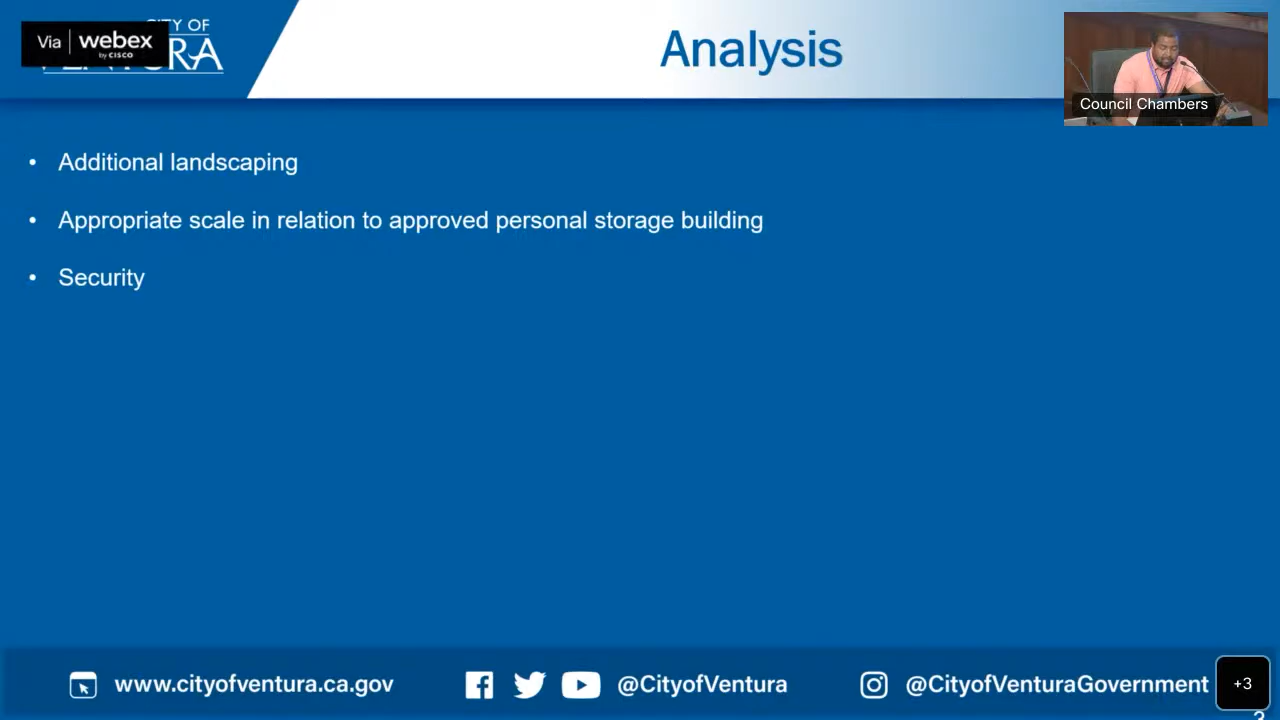 Via webex
by CISCO
CITY OF
Analysis
Council Chambers
• Additional landscaping
• Appropriate scale in relation to approved personal storage building
• Security
www.cityofventura.ca.gov
@CityofVentura
@CityofVenturaGovernment
+3